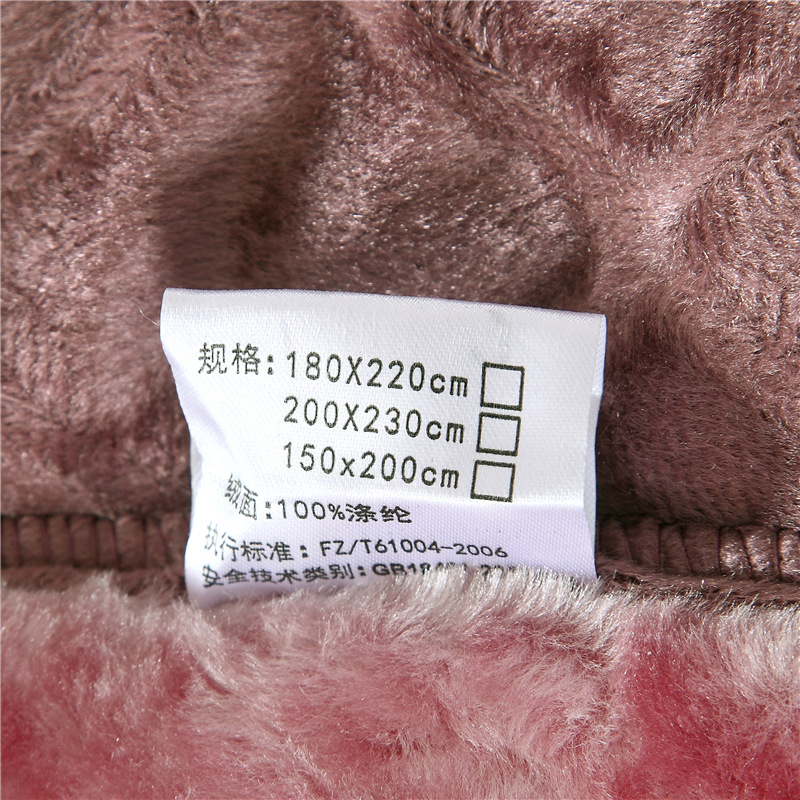 规格:180X220cm □
200X230cm □
150x200cm □
绒面:100%涤纶
执行标准: FZ/T61004-2006
安全技术类别:GB18401